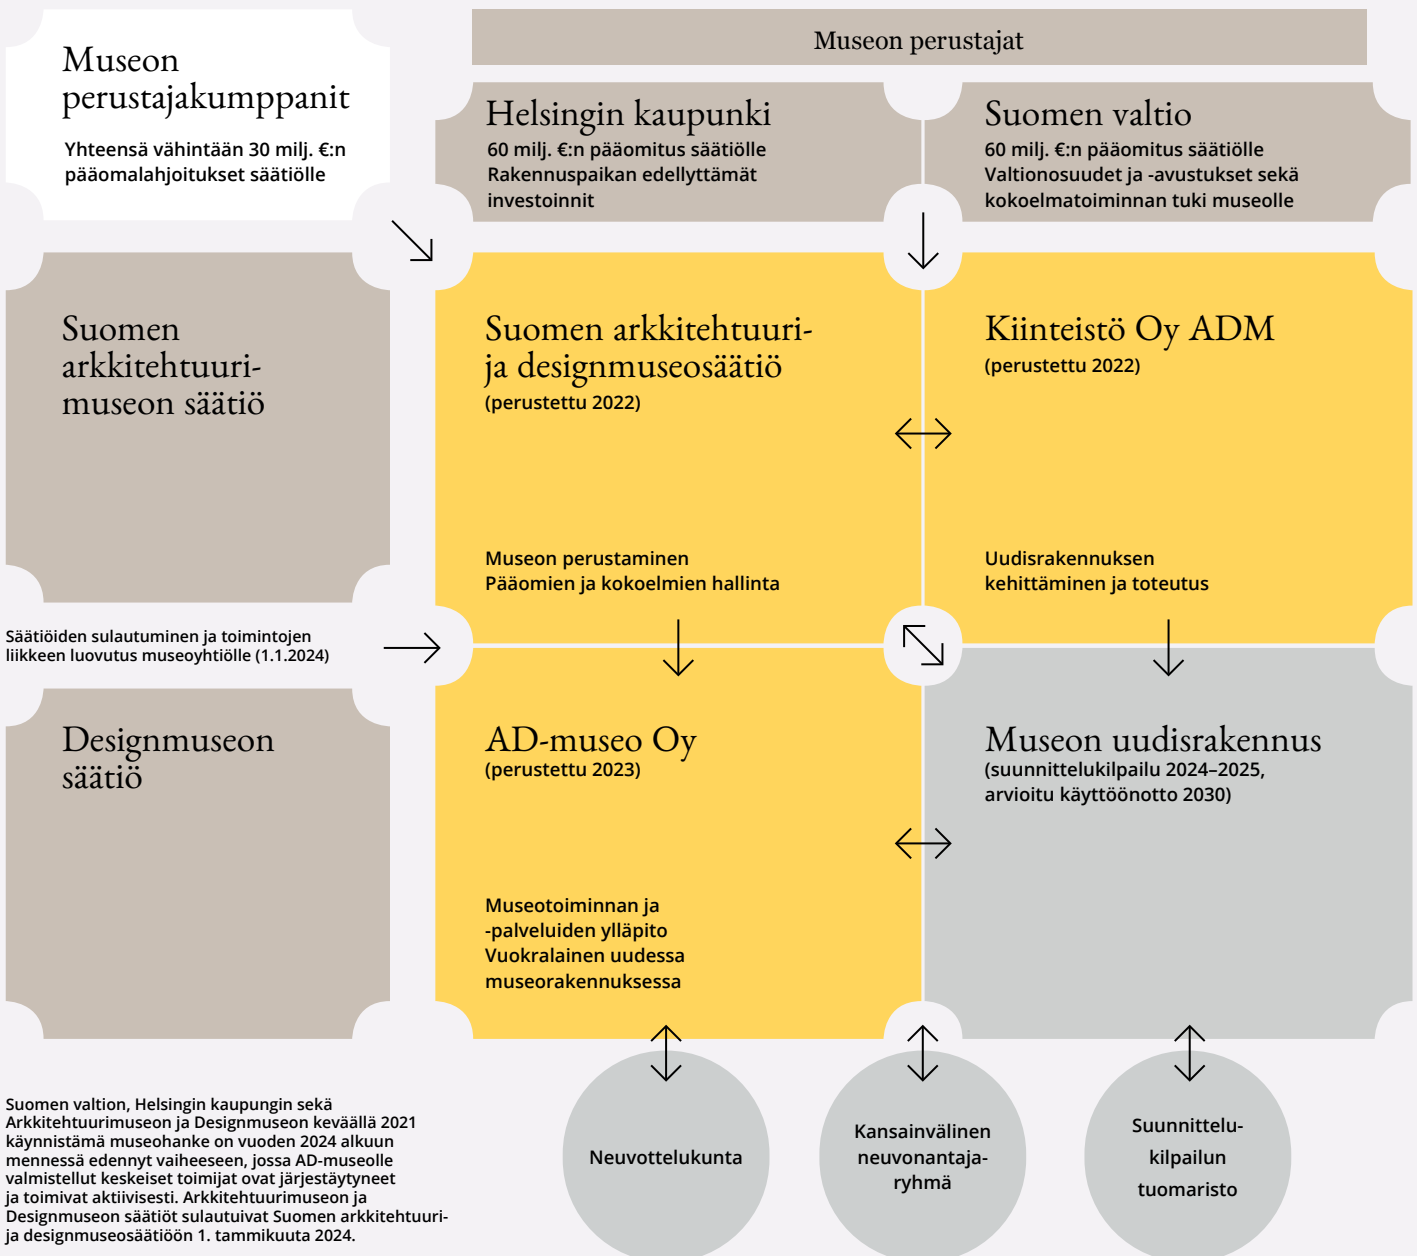 Museon
perustajakumppanit
Yhteensä vähintään 30 milj. €:n
pääomalahjoitukset säätiölle
Museon perustajat
Helsingin kaupunki
60 milj. €:n pääomitus säätiölle
Rakennuspaikan edellyttämät
investoinnit
Suomen valtio
60 milj. €:n pääomitus säätiölle
Valtionosuudet ja -avustukset sekä
kokoelmatoiminnan tuki museolle
Suomen
arkkitehtuuri-
museon säätiö
Suomen arkkitehtuuri-
ja designmuseosäätiö
(perustettu 2022)
Museon perustaminen
Pääomien ja kokoelmien hallinta
Kiinteistö Oy ADM
(perustettu 2022)
Uudisrakennuksen
kehittäminen ja toteutus
Säätiöiden sulautuminen ja toimintojen
liikkeen luovutus museoyhtiölle (1.1.2024)
Designmuseon
säätiö
AD-museo Oy
(perustettu 2023)
Museotoiminnan ja
-palveluiden ylläpito
Vuokralainen uudessa
museorakennuksessa
Museon uudisrakennus
(suunnittelukilpailu 2024–2025,
arvioitu käyttöönotto 2030)
Suomen valtion, Helsingin kaupungin sekä
Arkkitehtuurimuseon ja Designmuseon keväällä 2021
käynnistämä museohanke on vuoden 2024 alkuun
mennessä edennyt vaiheeseen, jossa AD-museolle
valmistellut keskeiset toimijat ovat järjestäytyneet
ja toimivat aktiivisesti. Arkkitehtuurimuseon ja
Designmuseon säätiöt sulautuivat Suomen arkkitehtuuri-
ja designmuseosäätiöön 1. tammikuuta 2024.
Neuvottelukunta
Kansainvälinen
neuvonantaja-
ryhmä
Suunnittelu-
kilpailun
tuomaristo